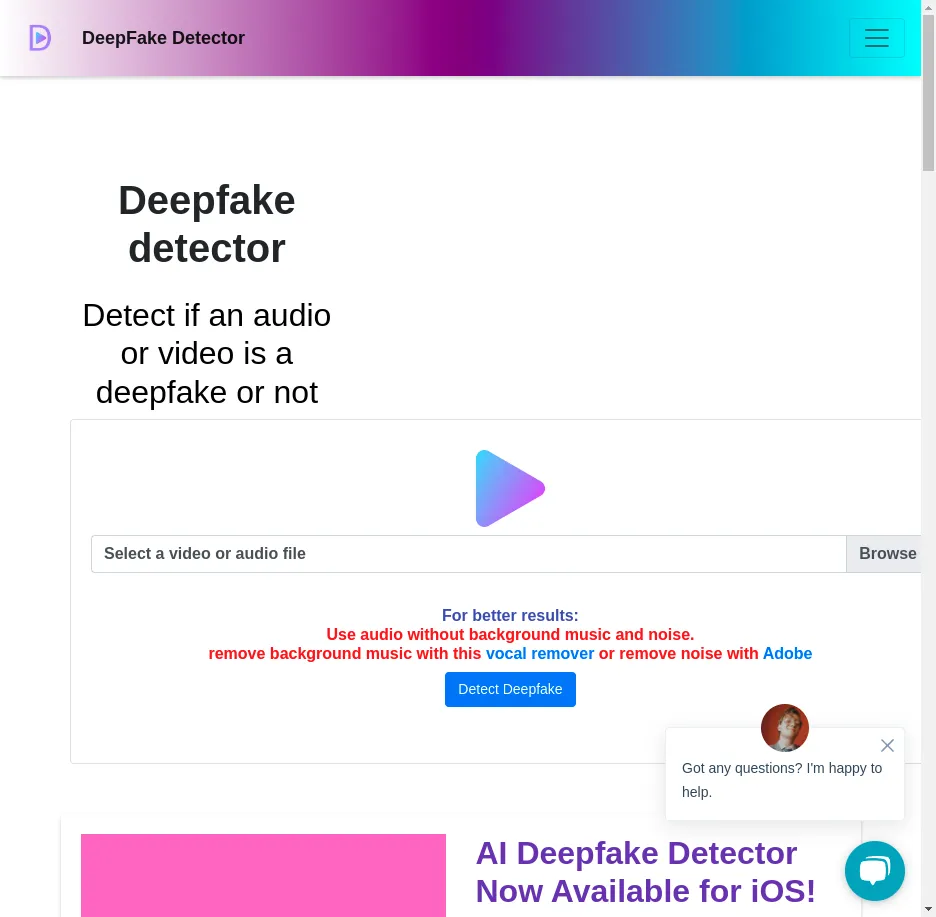 DeepFake Detector
Deepfake
detector
Detect if an audio
or video is a
deepfake or not
Select a video or audio file
Browse
For better results:
Use audio without background music and noise.
remove background music with this vocal remover or remove noise with Adobe
Detect Deepfake
Got any questions? I'm happy to
help.
AI Deepfake Detector
Now Available for iOS!